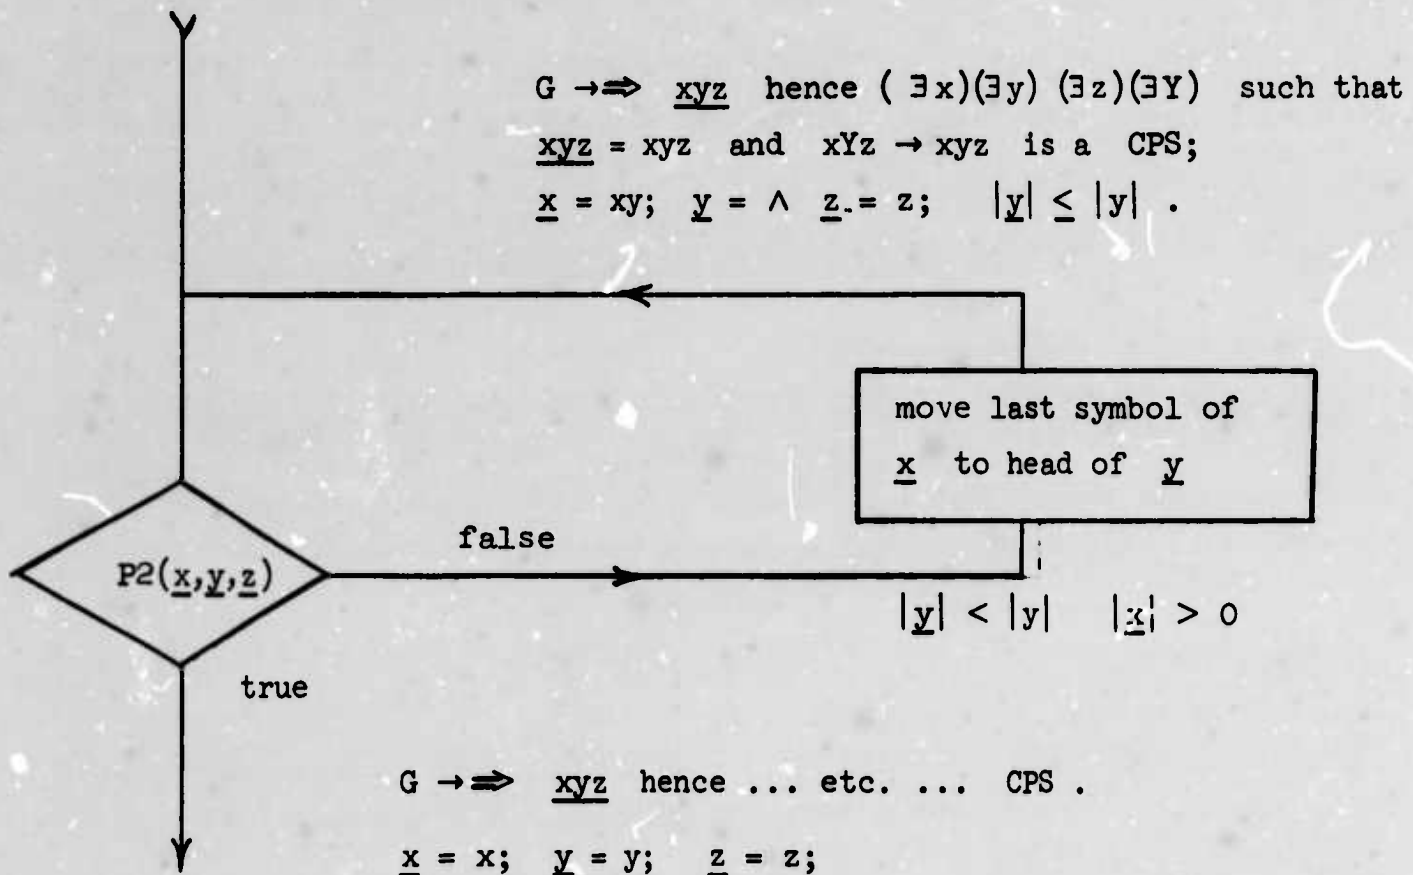 G →⇒ xyz hence ( ∃x)(∃y) (∃z)(∃Y) such that
xyz = xyz and xYz → xyz is a CPS;
x = xy; y = ∧ z.= z; |y| ≤ |y| .
move last symbol of
x to head of y
false
P2(x,y,z)
|y| < |y| |x| > 0
true
G →⇒ xyz hence ... etc. ... CPS .
x = x; y = y; z = z;